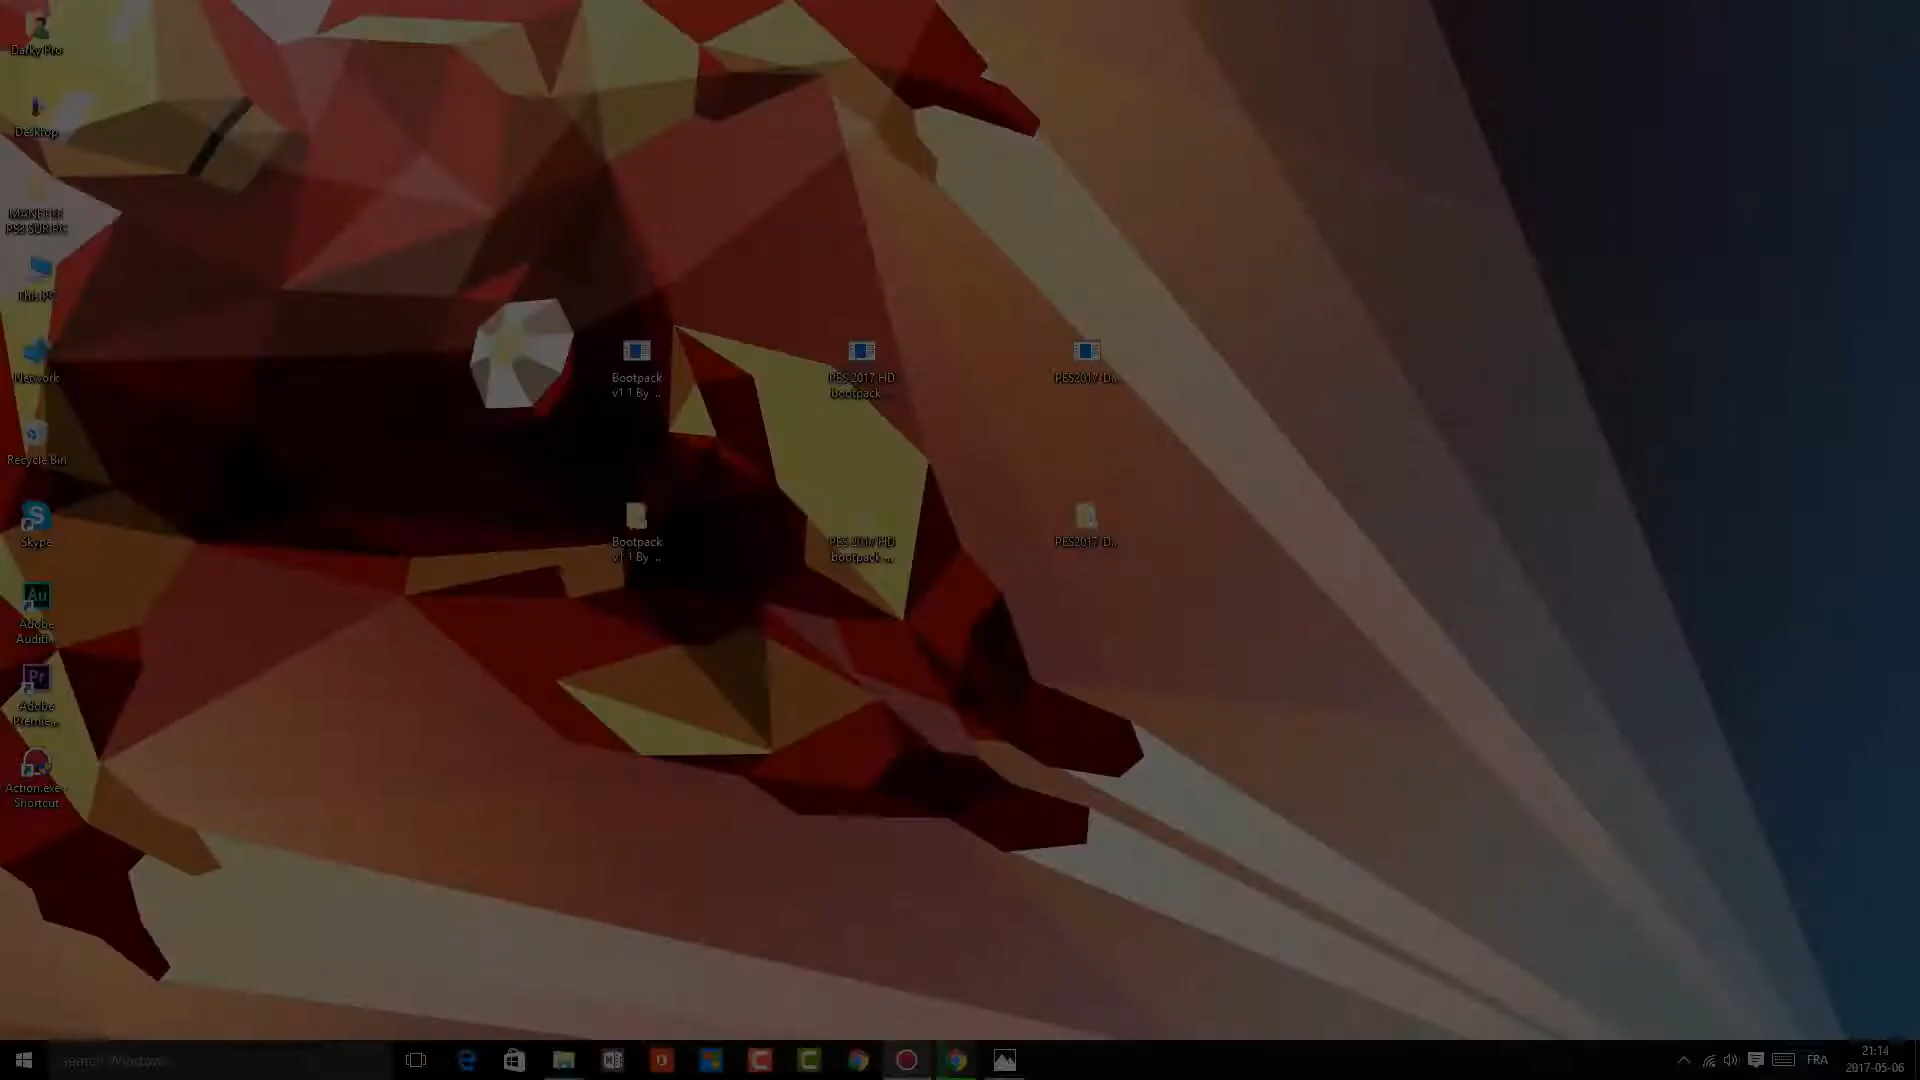 Darky Pro
Desktop
MANETTE
PS3 SUR PC
This PC
Network
Recycle Bin
Skype
Au
Adobe
Auditi...
Pr
Adobe
Premie...
Action.exe -
Shortcut
Bootpack
v1 1 By ...
PES 2017 HD
bootpack ...
PES2017 D...
Bootpack
v1 1 By ...
PES 2017 HD
bootpack ...
PES2017 D...
search Windows
FRA
21:14
2017-05-06